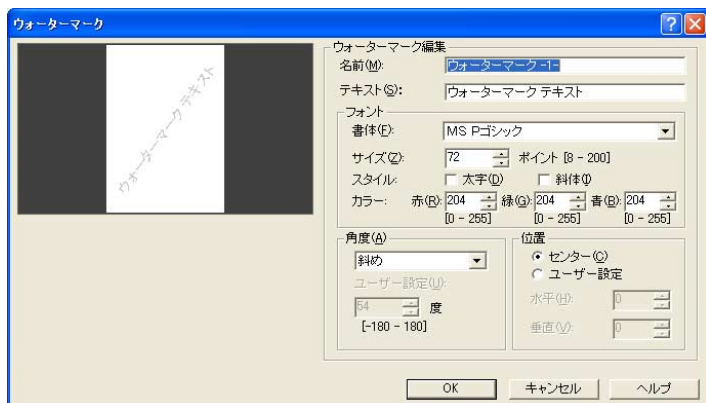 ウォーターマーク
ウォーターマーク テキスト
ウォーターマーク編集
名前(M): ウォーターマーク -1-
テキスト(S): ウォーターマーク テキスト
フォント
書体(F): MS Pゴシック
サイズ(Z): 72 ポイント [8 - 200]
スタイル: 太字(D) 斜体(I)
カラー: 赤(R): 204 緑(G): 204 青(B): 204
[0 - 255] [0 - 255] [0 - 255]
角度(A)
斜め
ユーザー設定(U):
54 度
[-180 - 180]
位置
センター(C)
ユーザー設定
水平(H): 0
垂直(V): 0
OK キャンセル ヘルプ